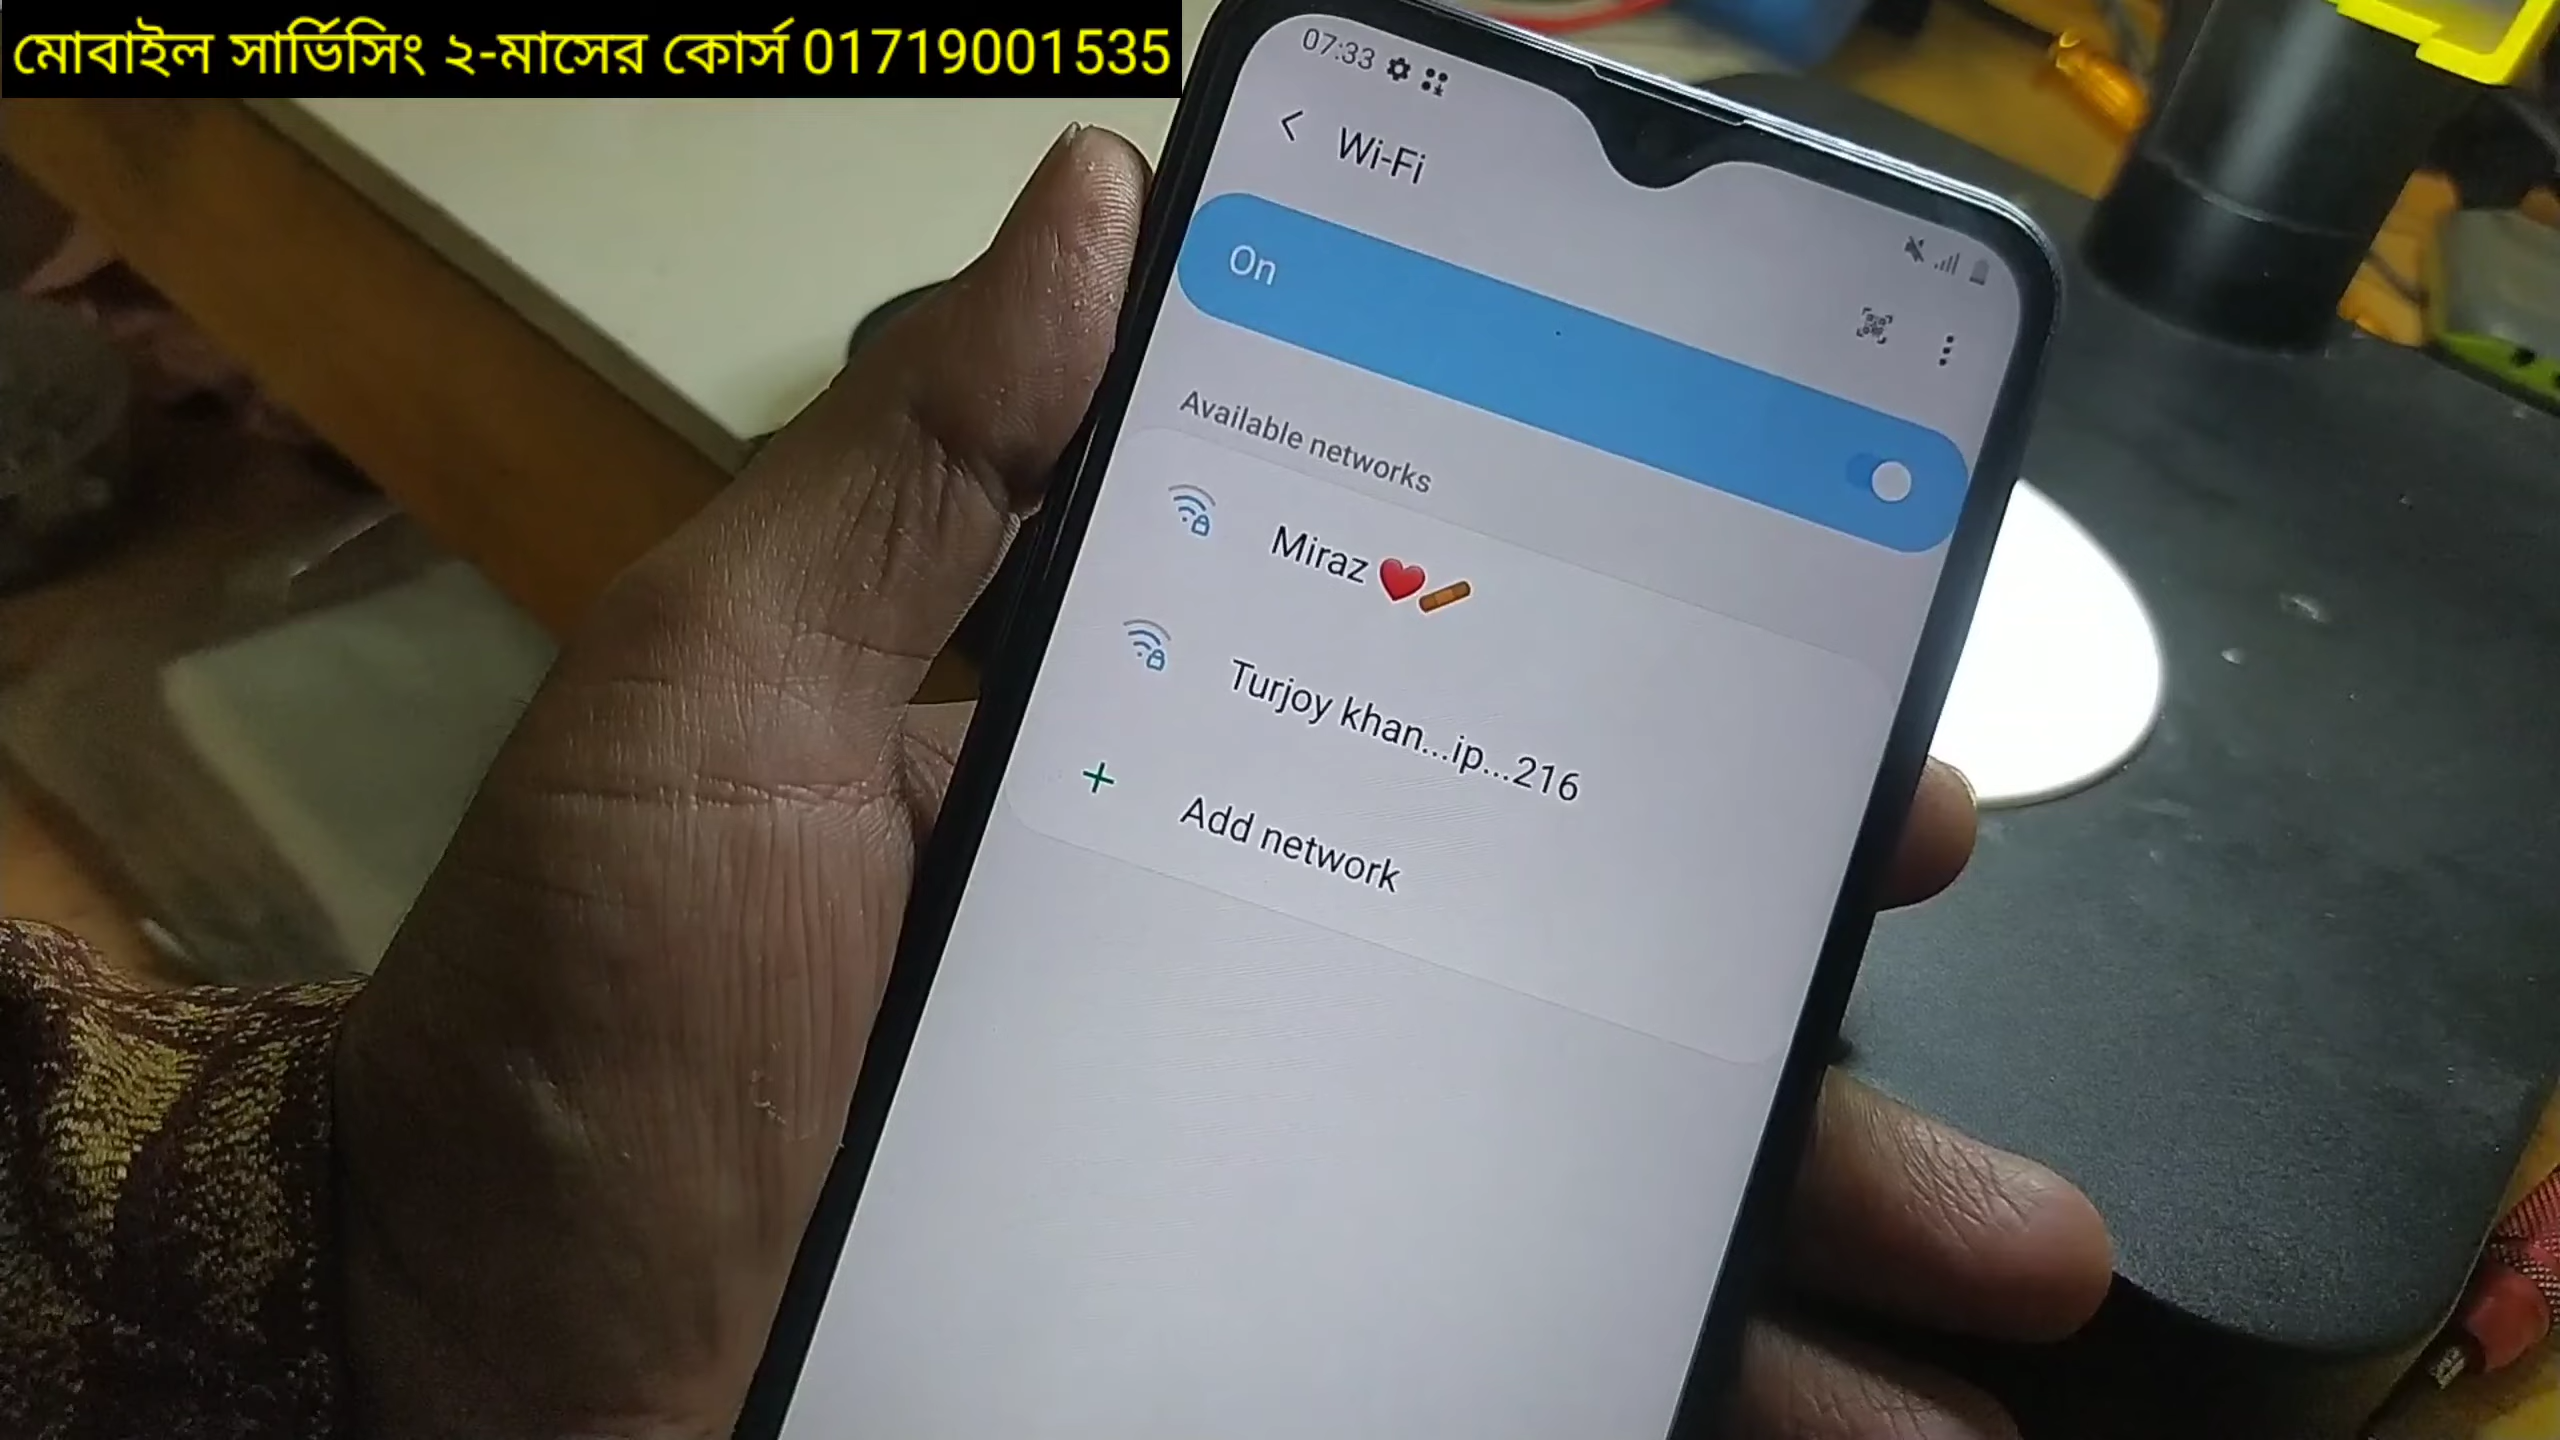 মোবাইল সার্ভিসিং ২-মাসের কোর্স 01719001535
07:33
Wi-Fi
On
Available networks
Miraz ❤️🩹
Turjoy khan...ip...216
Add network